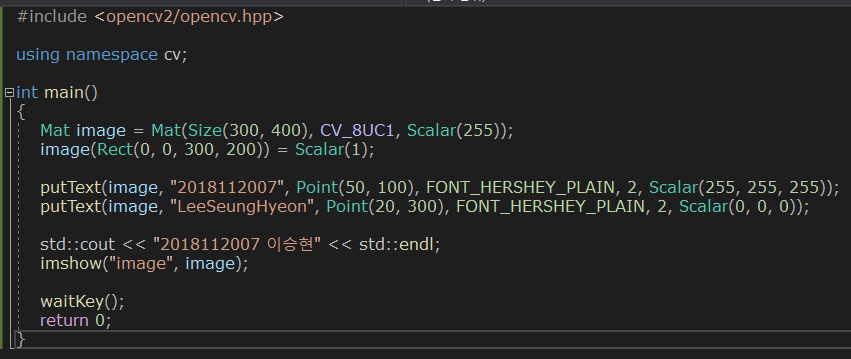 #include <opencv2/opencv.hpp>
using namespace cv;
int main()
{
Mat image = Mat(Size(300, 400), CV_8UC1, Scalar(255));
image(Rect(0, 0, 300, 200)) = Scalar(1);
putText(image, "2018112007", Point(50, 100), FONT_HERSHEY_PLAIN, 2, Scalar(255, 255, 255));
putText(image, "LeeSeungHyeon", Point(20, 300), FONT_HERSHEY_PLAIN, 2, Scalar(0, 0, 0));
std::cout << "2018112007 이승현" << std::endl;
imshow("image", image);
waitKey();
return 0;
}